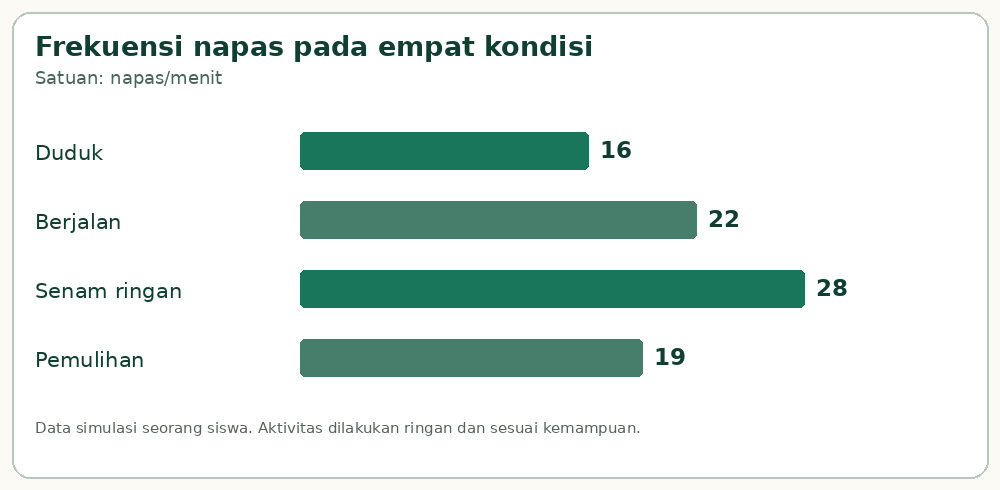 Frekuensi napas pada empat kondisi
Satuan: napas/menit
Duduk 16
Berjalan 22
Senam ringan 28
Pemulihan 19
Data simulasi seorang siswa. Aktivitas dilakukan ringan dan sesuai kemampuan.